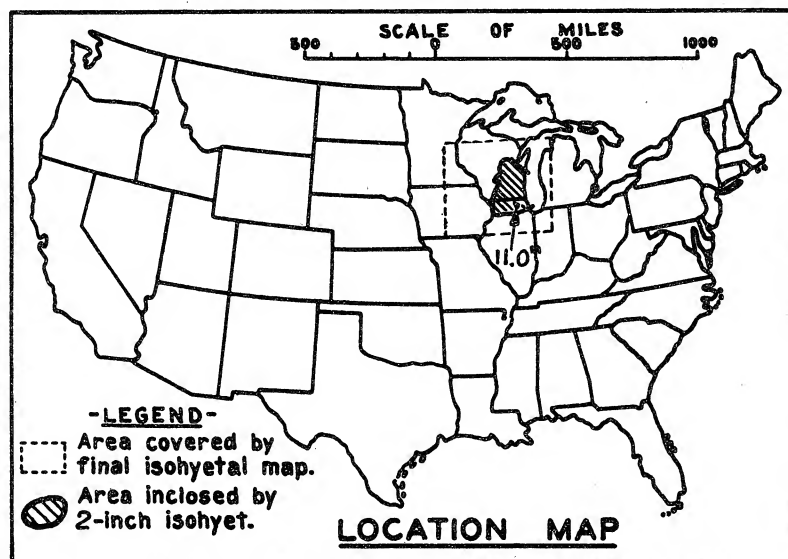 SCALE OF MILES
500 0 500 1000
11.0"
-LEGEND-
Area covered by
final isohyetal map.
Area inclosed by
2-inch isohyet.
LOCATION MAP